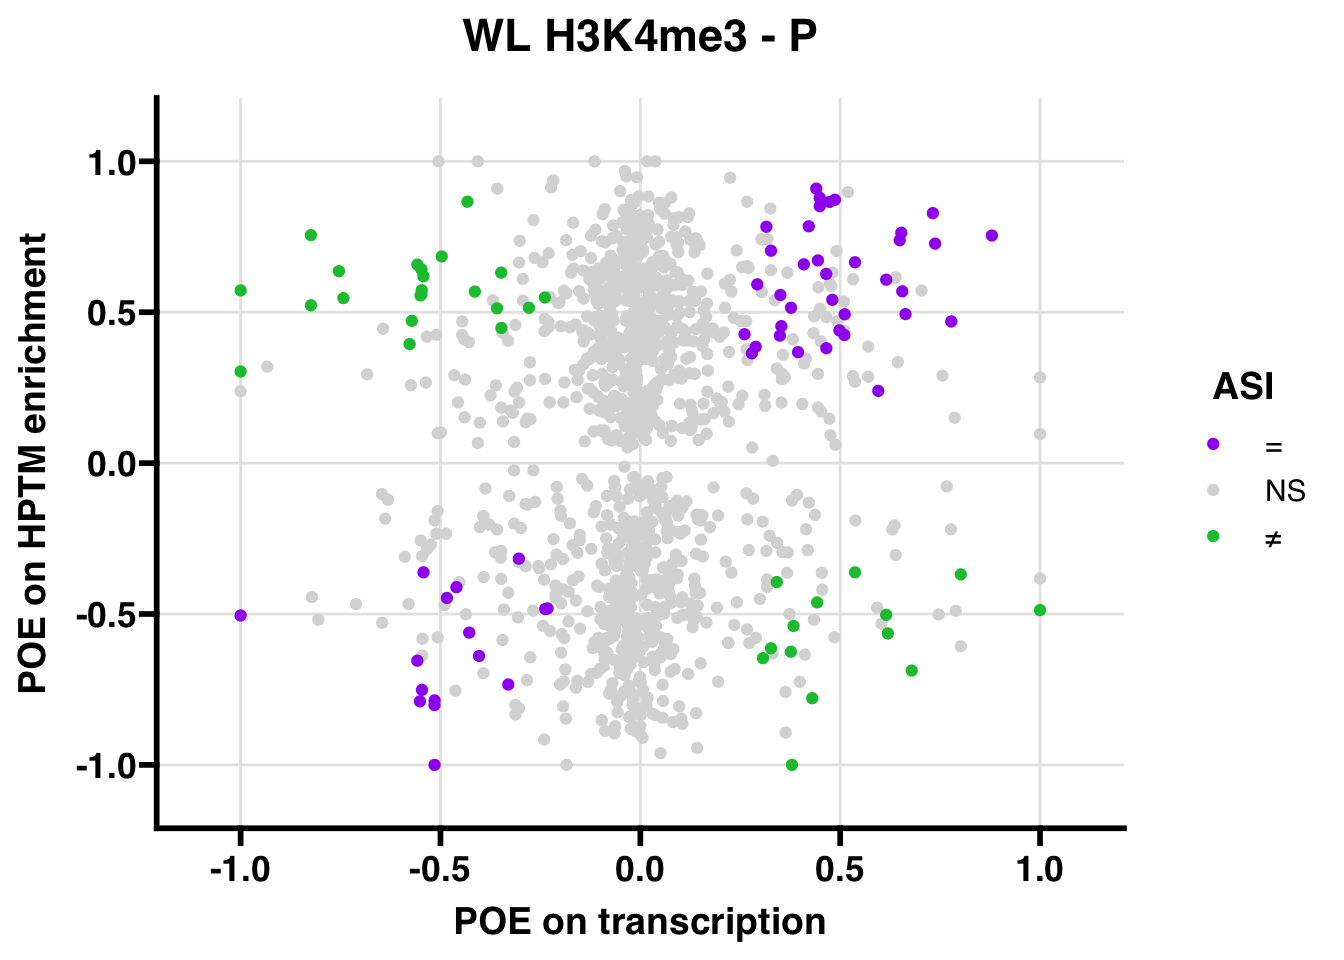 WL H3K4me3 - P
POE on HPTM enrichment
1.0
0.5
0.0
-0.5
-1.0
-1.0 -0.5 0.0 0.5 1.0
POE on transcription
ASI
=
NS
≠